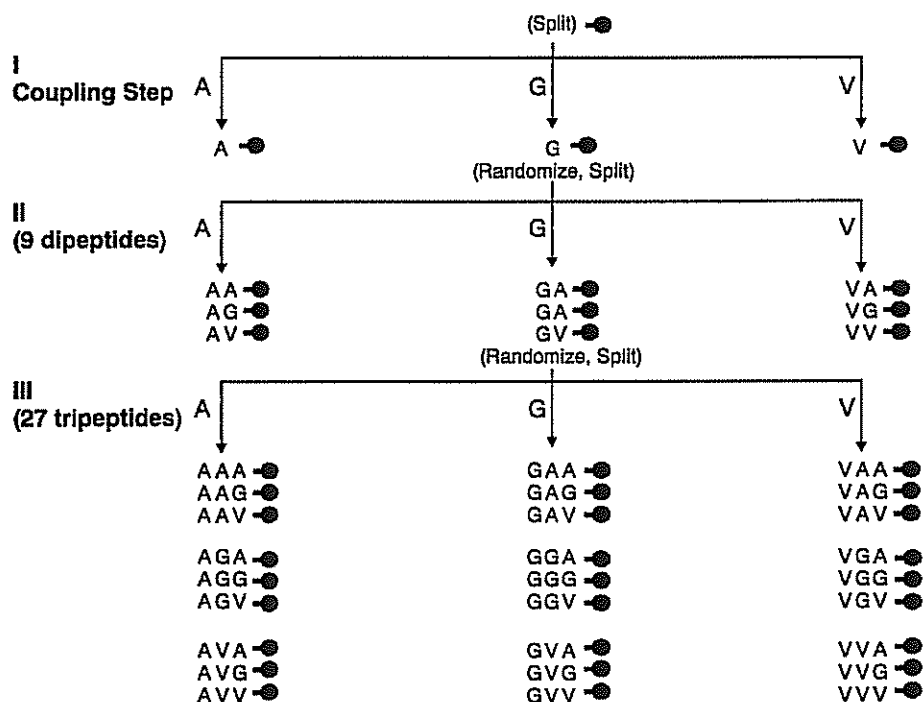 (Split)
I
Coupling Step
A G V
A G V
(Randomize, Split)
II
(9 dipeptides)
A G V
AA GA VA
AG GA VG
AV GV VV
(Randomize, Split)
III
(27 tripeptides)
A G V
AAA GAA VAA
AAG GAG VAG
AAV GAV VAV
AGA GGA VGA
AGG GGG VGG
AGV GGV VGV
AVA GVA VVA
AVG GVG VVG
AVV GVV VVV